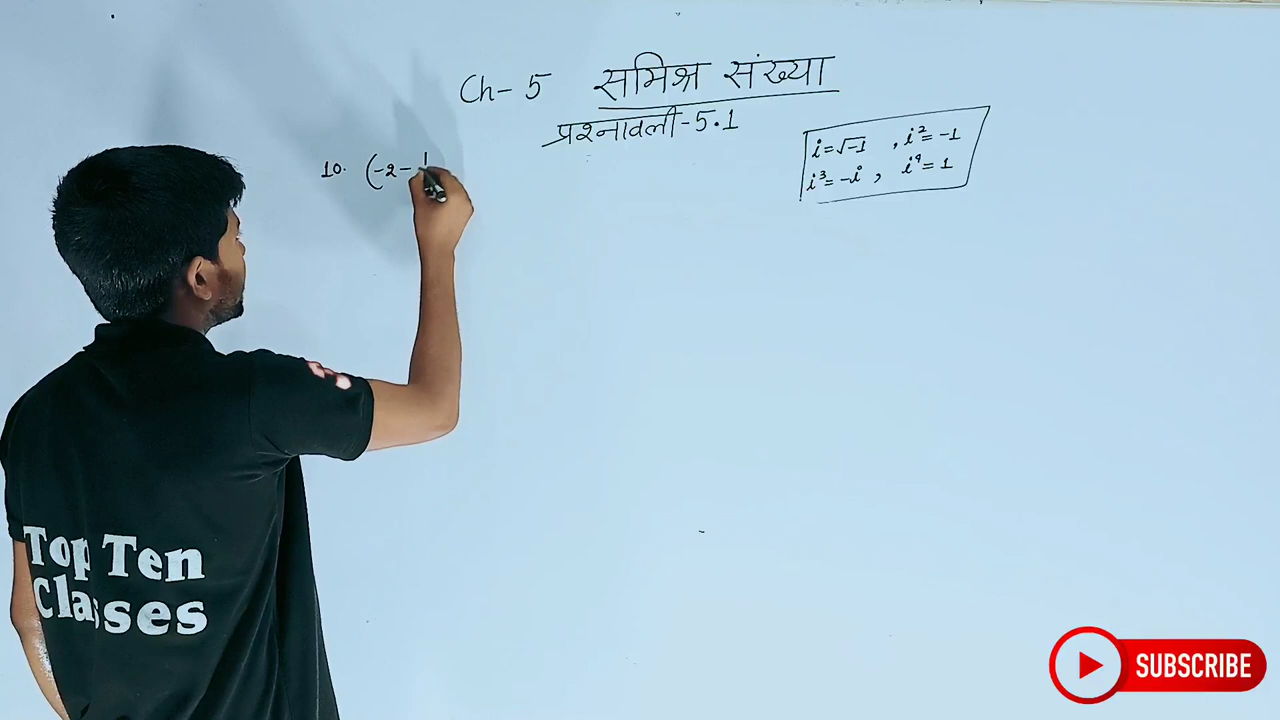 Ch-5 समिश्र संख्या
प्रश्नावली-5.1
i=√-1 , i²=-1
i³=-i , i⁴=1
10. (-2-1
Top Ten
Classes
SUBSCRIBE